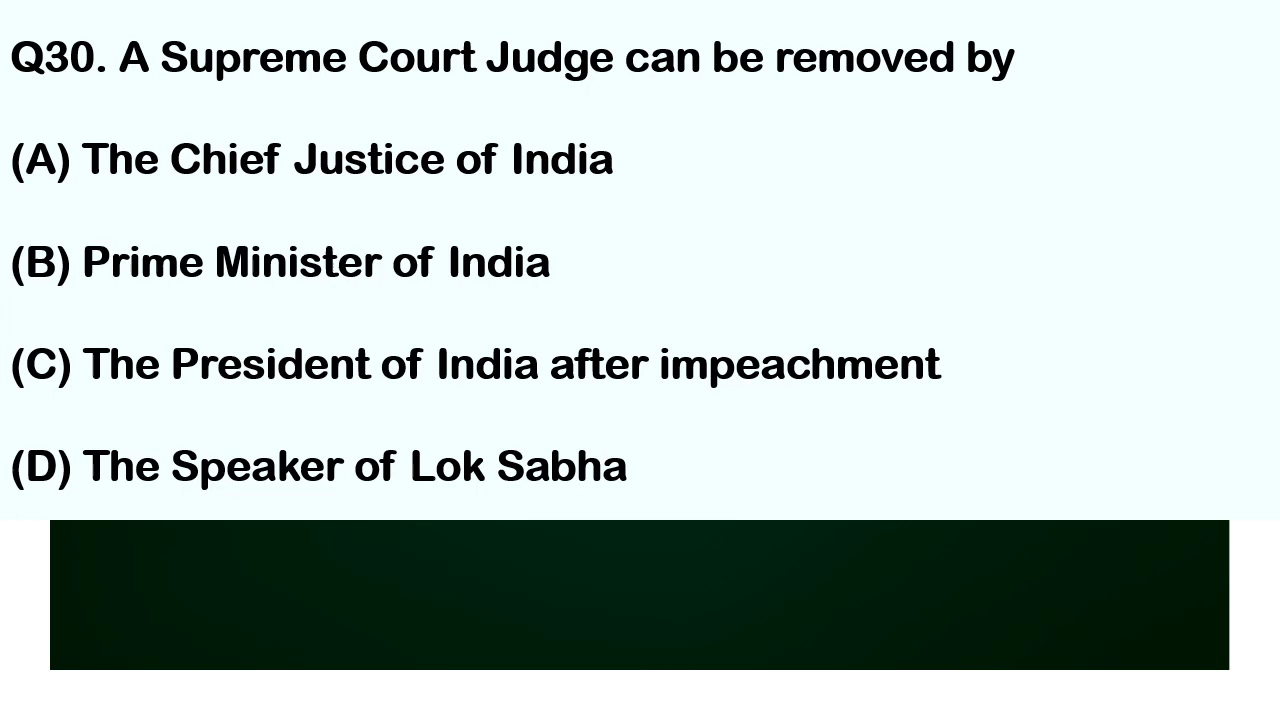 Q30. A Supreme Court Judge can be removed by
(A) The Chief Justice of India
(B) Prime Minister of India
(C) The President of India after impeachment
(D) The Speaker of Lok Sabha